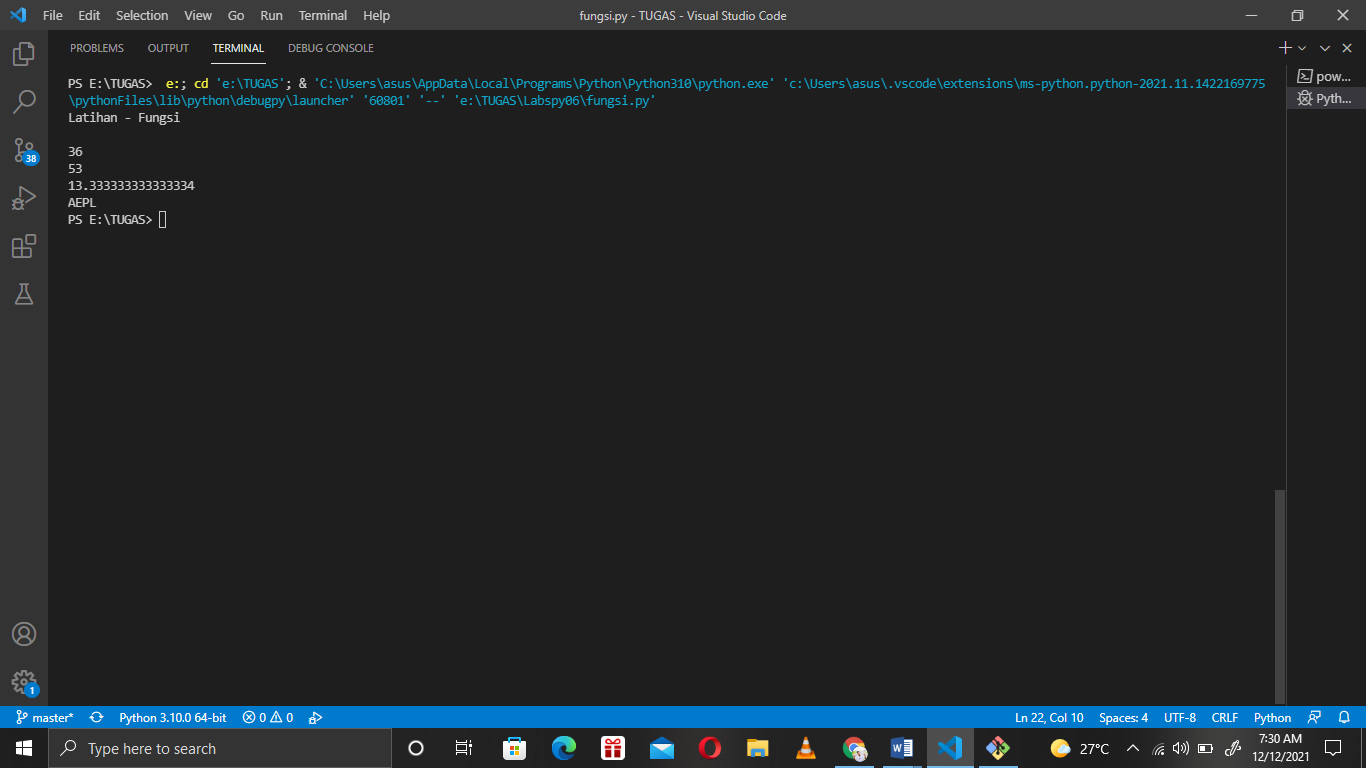 File Edit Selection View Go Run Terminal Help
fungsi.py - TUGAS - Visual Studio Code
PROBLEMS OUTPUT TERMINAL DEBUG CONSOLE
PS E:\TUGAS>  e:; cd 'e:\TUGAS'; & 'C:\Users\asus\AppData\Local\Programs\Python\Python310\python.exe' 'c:\Users\asus\.vscode\extensions\ms-python.python-2021.11.1422169775
\pythonFiles\lib\python\debugpy\launcher' '60801' '--' 'e:\TUGAS\Labspy06\fungsi.py'
Latihan - Fungsi
36
53
13.333333333333334
AEPL
PS E:\TUGAS>
pow...
Pyth...
38
1
master* Python 3.10.0 64-bit 0 0
Ln 22, Col 10 Spaces: 4 UTF-8 CRLF Python
Type here to search
27°C
7:30 AM
12/12/2021